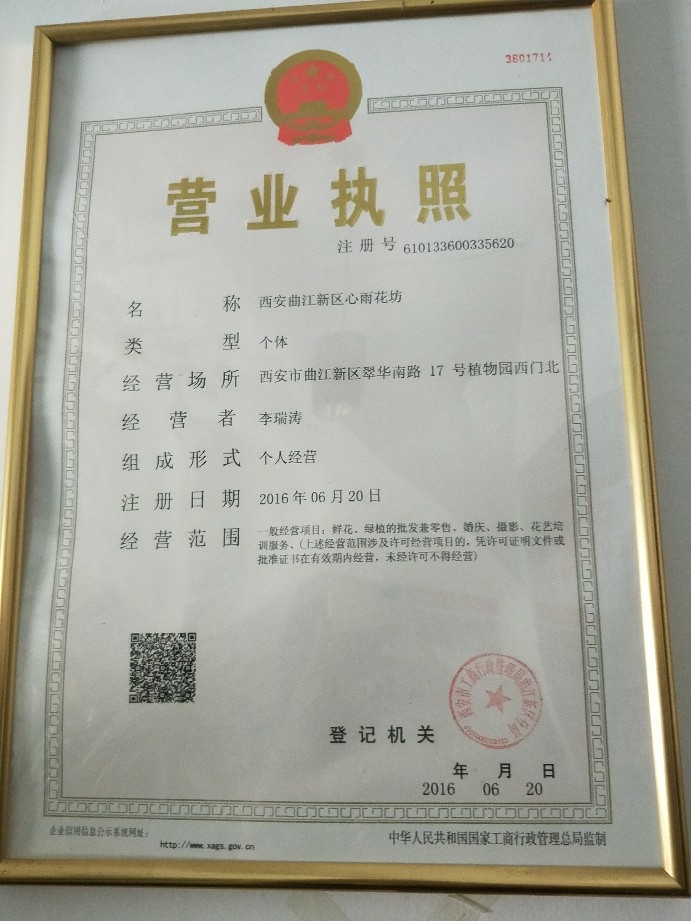 营业执照
注册号 610133600335620
名称 西安曲江新区心雨花坊
类型 个体
经营场所 西安市曲江新区翠华南路 17 号植物园西门北
经营者 李瑞涛
组成形式 个人经营
注册日期 2016年06月20日
经营范围 一般经营项目：鲜花、绿植的批发兼零售，婚庆、摄影、花艺培
训服务、(上述经营范围涉及许可经营项目的，凭许可证明文件或
批准证书在有效期内经营，未经许可不得经营)
西安市工商行政管理局曲江新区分局
登记机关
年 月 日
2016 06 20
企业信用信息公示系统网址：
http://www.xags.gov.cn
中华人民共和国国家工商行政管理总局监制